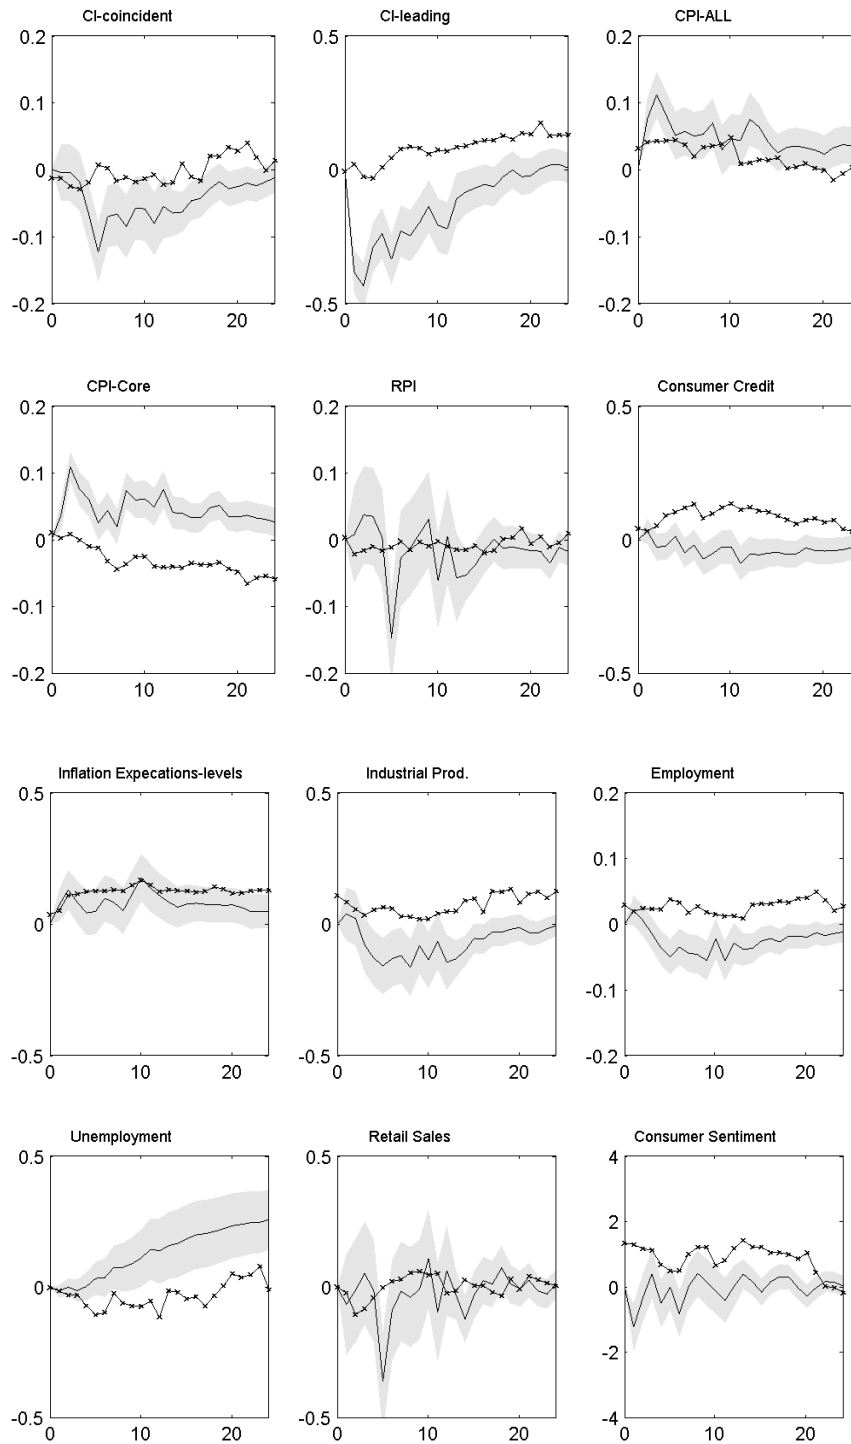 CI-coincident CI-leading CPI-ALL
0.2 0.5 0.2
0.1 0.1
0 0 0
-0.1 -0.1
-0.2 -0.5 -0.2
0 10 20 0 10 20 0 10 20
CPI-Core RPI Consumer Credit
0.2 0.2 0.5
0.1 0.1
0 0 0
-0.1 -0.1
-0.2 -0.2 -0.5
0 10 20 0 10 20 0 10 20
Inflation Expecations-levels Industrial Prod. Employment
0.5 0.5 0.2
0.1
0 0 0
-0.1
-0.5 -0.5 -0.2
0 10 20 0 10 20 0 10 20
Unemployment Retail Sales Consumer Sentiment
0.5 0.5 4
2
0 0 0
-2
-0.5 -0.5 -4
0 10 20 0 10 20 0 10 20